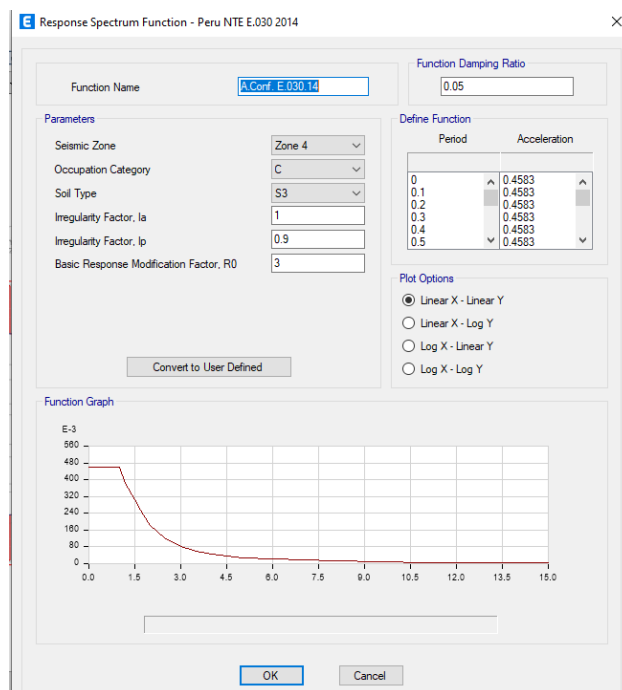 E Response Spectrum Function - Peru NTE E.030 2014
Function Name
A.Conf. E.030.14
Function Damping Ratio
0.05
Parameters
Seismic Zone
Zone 4
Occupation Category
C
Soil Type
S3
Irregularity Factor, Ia
1
Irregularity Factor, Ip
0.9
Basic Response Modification Factor, R0
3
Convert to User Defined
Define Function
Period Acceleration
0 0.4583
0.1 0.4583
0.2 0.4583
0.3 0.4583
0.4 0.4583
0.5 0.4583
Plot Options
Linear X - Linear Y
Linear X - Log Y
Log X - Linear Y
Log X - Log Y
Function Graph
E-3
560
480
400
320
240
160
80
0
0.0 1.5 3.0 4.5 6.0 7.5 9.0 10.5 12.0 13.5 15.0
OK Cancel